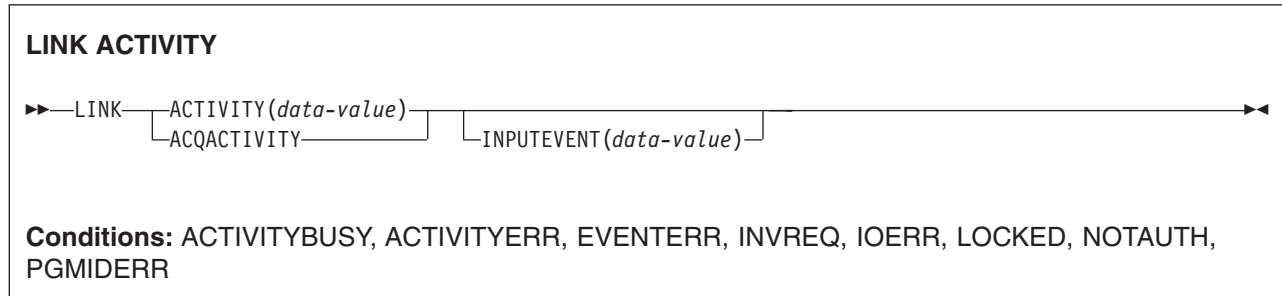 LINK ACTIVITY
LINK ACTIVITY(data-value)
ACQACTIVITY INPUTEVENT(data-value)
Conditions: ACTIVITYBUSY, ACTIVITYERR, EVENTERR, INVREQ, IOERR, LOCKED, NOTAUTH,
PGMIDERR